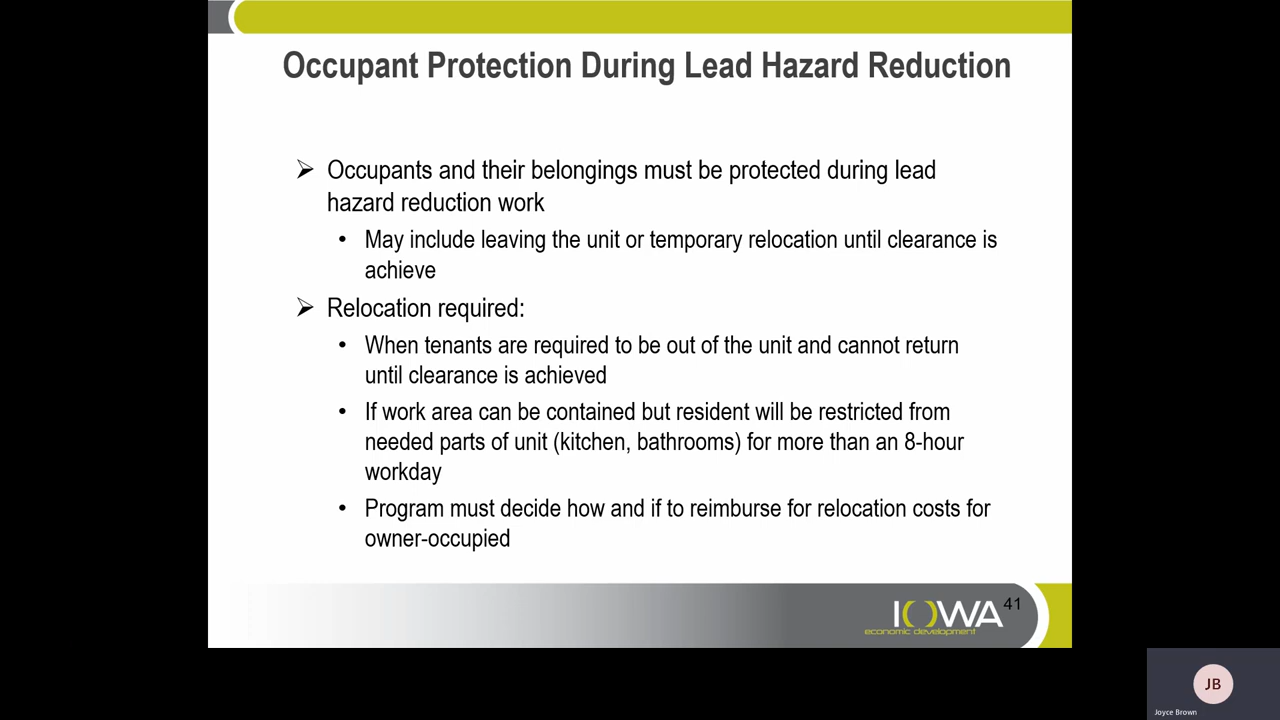 Occupant Protection During Lead Hazard Reduction
➢ Occupants and their belongings must be protected during lead
hazard reduction work
• May include leaving the unit or temporary relocation until clearance is
achieve
➢ Relocation required:
• When tenants are required to be out of the unit and cannot return
until clearance is achieved
• If work area can be contained but resident will be restricted from
needed parts of unit (kitchen, bathrooms) for more than an 8-hour
workday
• Program must decide how and if to reimburse for relocation costs for
owner-occupied
IOWA
economic development
41
JB
Joyce Brown